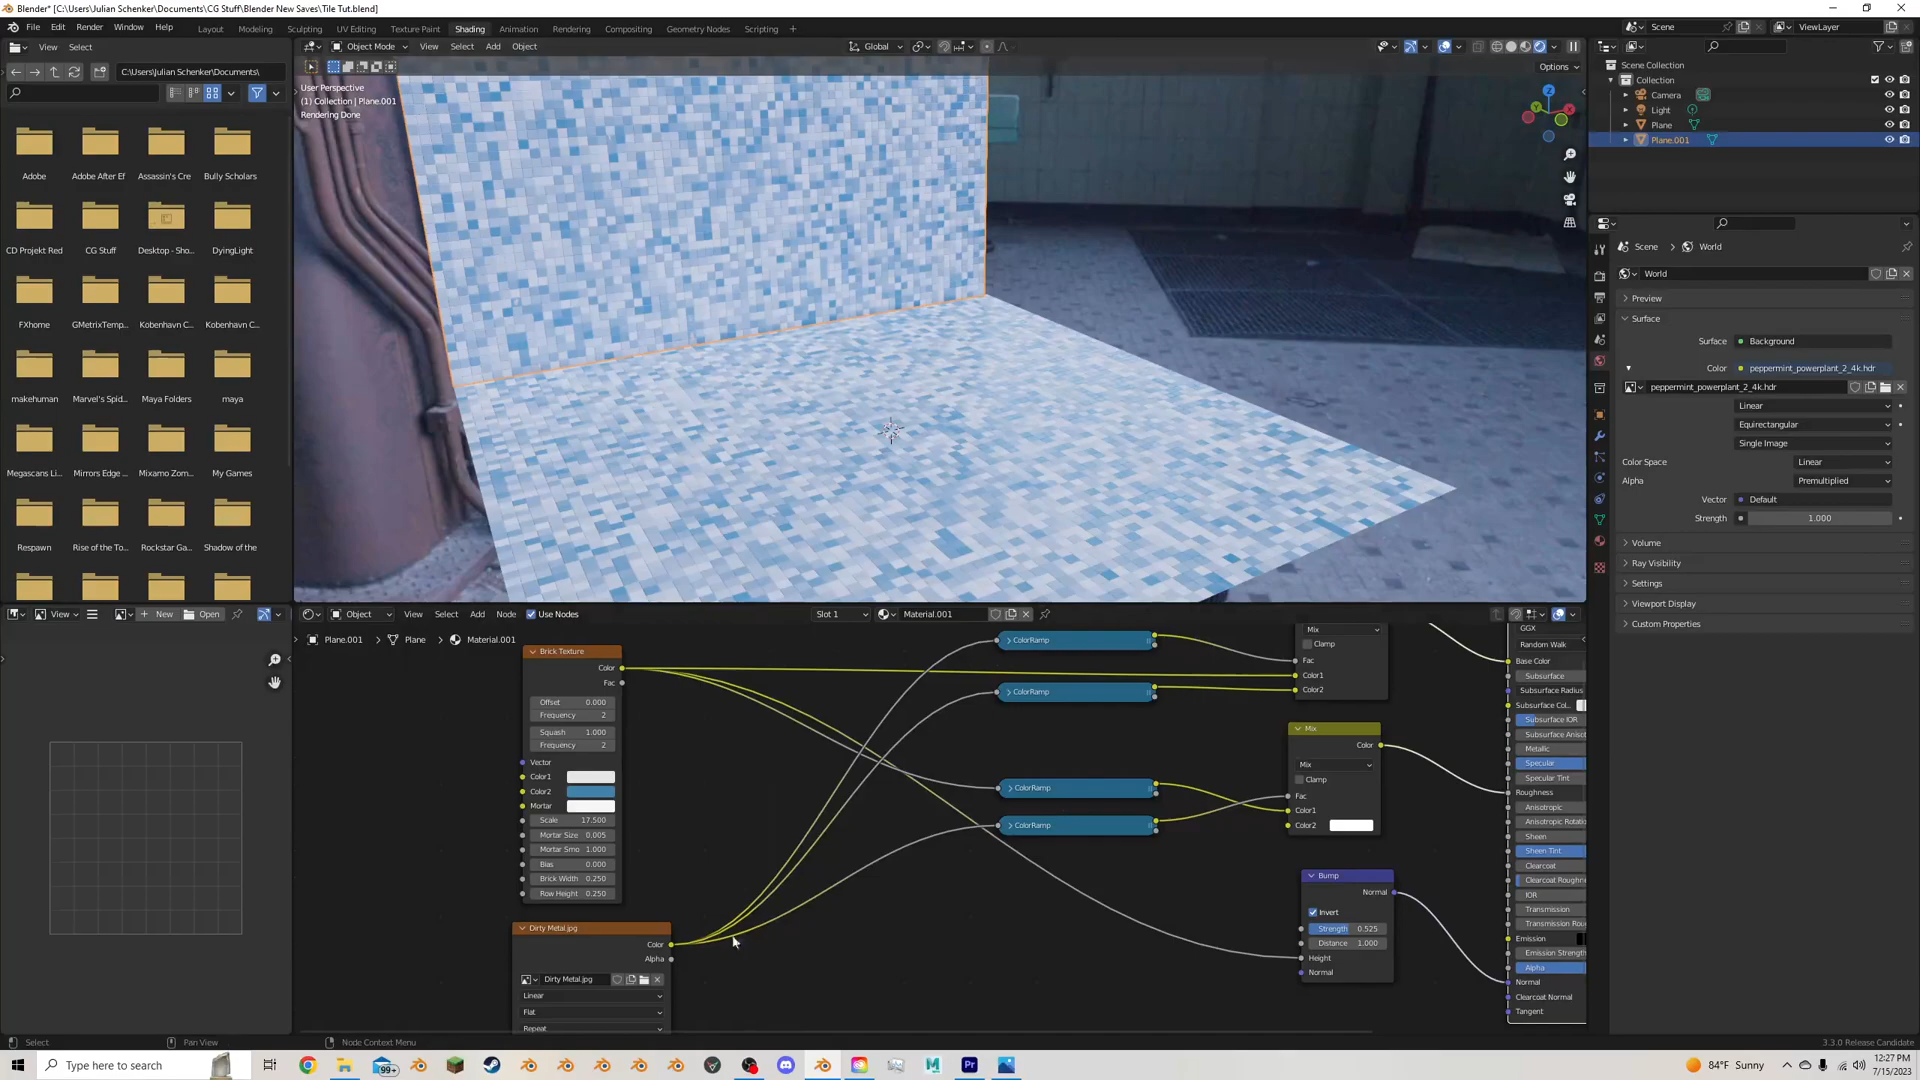 Blender* [C:\Users\Julian Schenker\Documents\CG Stuff\Blender New Saves\Tile Tut.blend]
File Edit Render Window Help Layout Modeling Sculpting UV Editing Texture Paint Shading Animation Rendering Compositing Geometry Nodes Scripting + Scene ViewLayer
View Select Object Mode View Select Add Object Global
C:\Users\Julian Schenker\Documents\
Options
User Perspective
(1) Collection | Plane.001
Rendering Done
Adobe Adobe After Ef Assassin's Cre Bully Scholars
CD Projekt Red CG Stuff Desktop - Sho... DyingLight
FXhome GMetrixTemp... Kobenhavn C... Kobenhavn C...
makehuman Marvel's Spid... Maya Folders maya
Megascans Li... Mirrors Edge ... Mixamo Zom... My Games
Respawn Rise of the To... Rockstar Ga... Shadow of the
Scene Collection
Collection
Camera
Light
Plane
Plane.001
Scene > World
World
Preview
Surface
Surface Background
Color peppermint_powerplant_2_4k.hdr
peppermint_powerplant_2_4k.hdr
Linear
Equirectangular
Single Image
Color Space Linear
Alpha Premultiplied
Vector Default
Strength 1.000
Volume
Ray Visibility
Settings
Viewport Display
Custom Properties
View New Open
Object View Select Add Node Use Nodes Slot 1 Material.001
Plane.001 > Plane > Material.001
Brick Texture
Color
Fac
Offset 0.000
Frequency 2
Squash 1.000
Frequency 2
Vector
Color1
Color2
Mortar
Scale 17.500
Mortar Size 0.005
Mortar Smo 1.000
Bias 0.000
Brick Width 0.250
Row Height 0.250
Dirty Metal.jpg
Color
Alpha
Dirty Metal.jpg
Linear
Flat
Repeat
ColorRamp
ColorRamp
ColorRamp
ColorRamp
Mix
Clamp
Fac
Color1
Color2
Mix
Color
Mix
Clamp
Fac
Color1
Color2
Bump
Normal
Invert
Strength 0.525
Distance 1.000
Height
Normal
GGX
Random Walk
Base Color
Subsurface
Subsurface Radius
Subsurface Col...
Subsurface IOR
Subsurface Aniso
Metallic
Specular
Specular Tint
Roughness
Anisotropic
Anisotropic Rotatio
Sheen
Sheen Tint
Clearcoat
Clearcoat Roughne
IOR
Transmission
Transmission Rou
Emission
Emission Strength
Alpha
Normal
Clearcoat Normal
Tangent
Select Pan View Node Context Menu 3.3.0 Release Candidate
Type here to search 99+ Pr 84°F Sunny 12:27 PM
7/15/2023